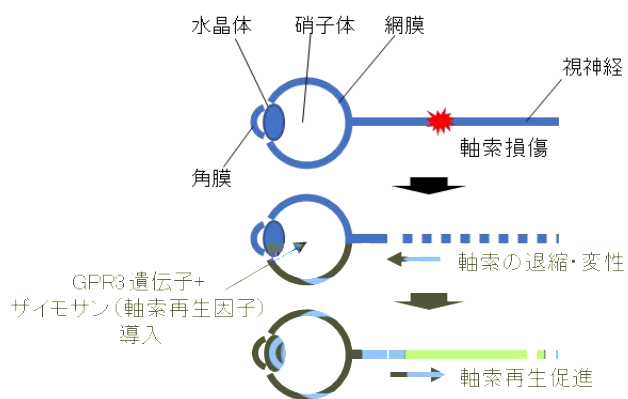 水晶体
硝子体
網膜
視神経
角膜
軸索損傷
GPR3遺伝子+
ザイモサン(軸索再生因子)
導入
軸索の退縮・変性
軸索再生促進